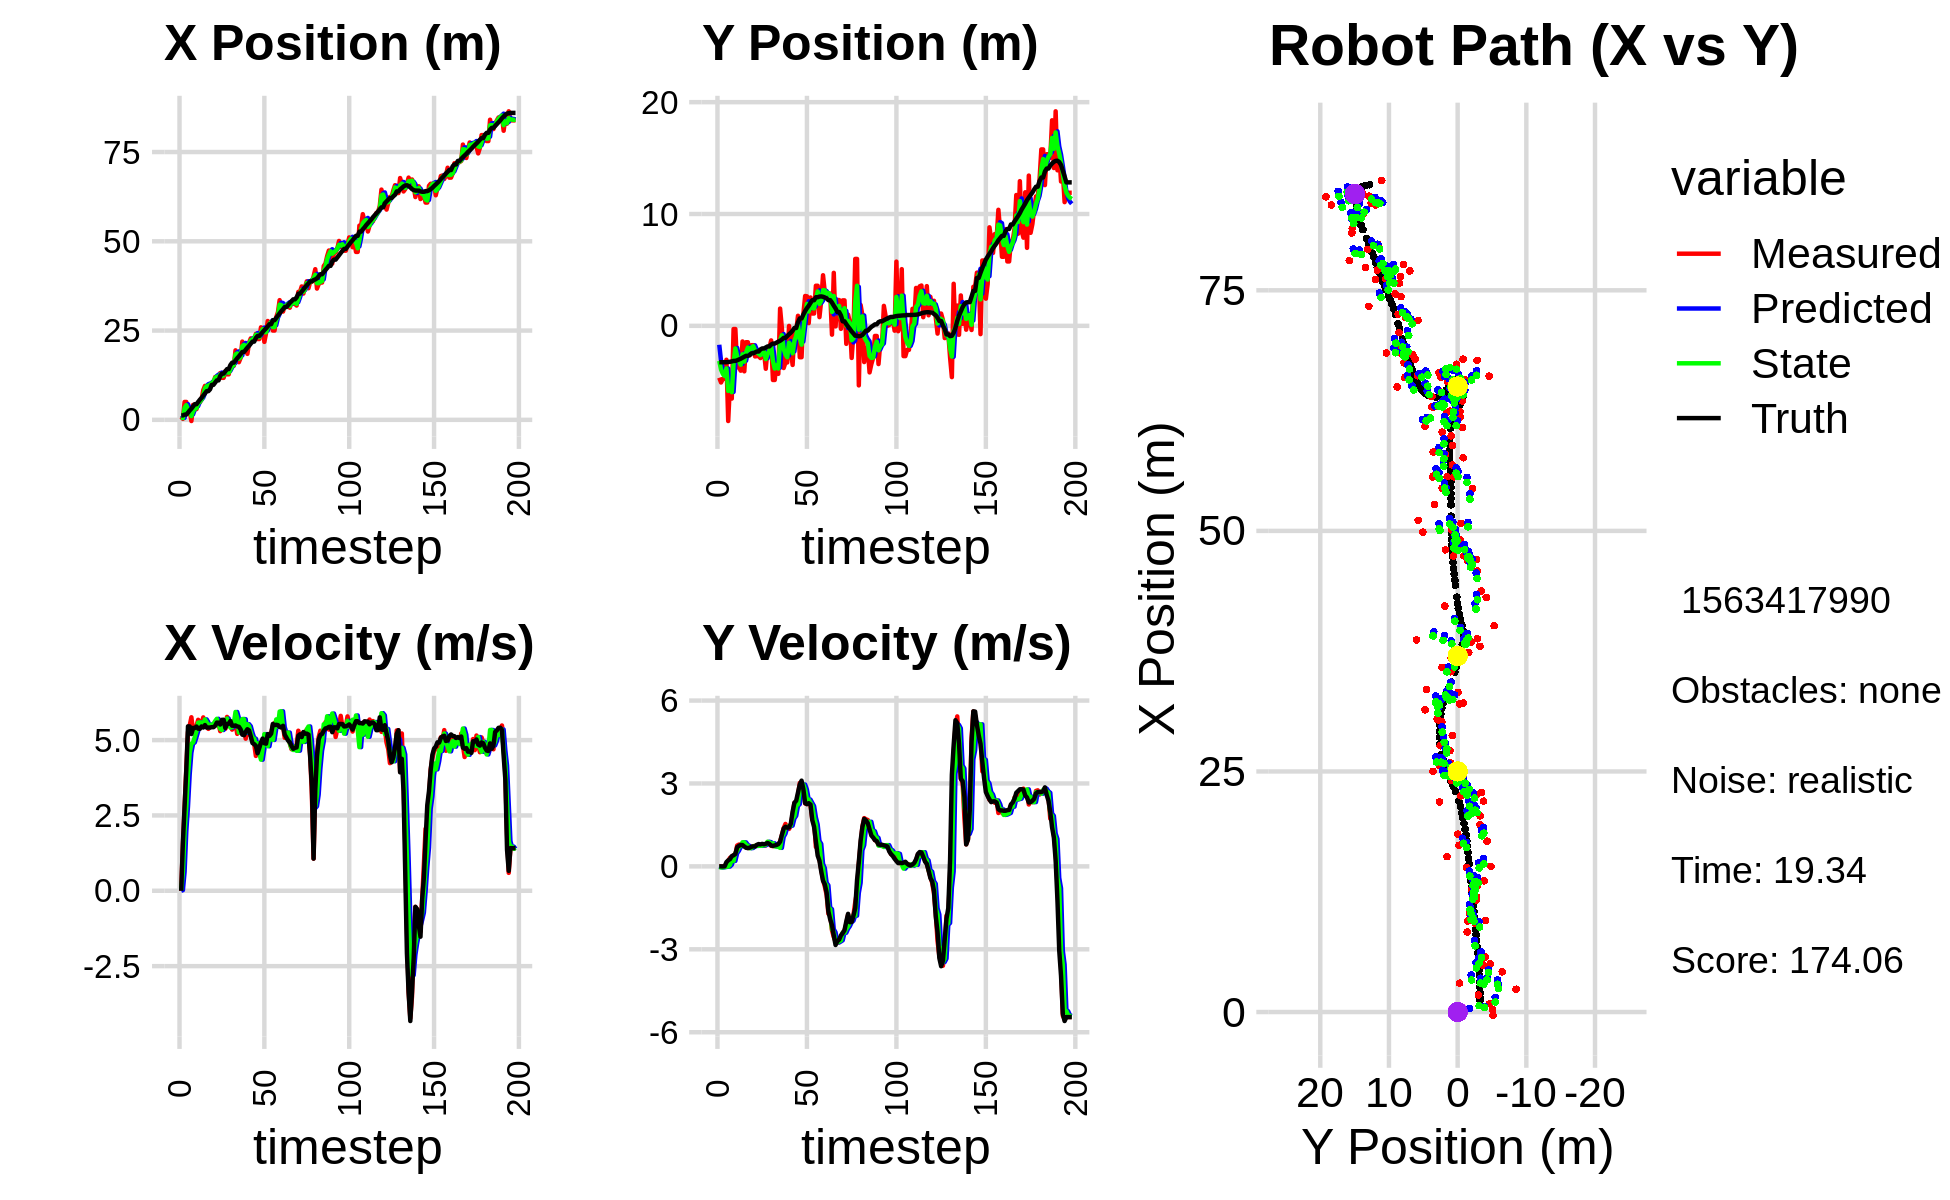 X Position (m)
75
50
25
0
0
50
100
150
200
timestep
Y Position (m)
20
10
0
0
50
100
150
200
timestep
X Velocity (m/s)
5.0
2.5
0.0
-2.5
0
50
100
150
200
timestep
Y Velocity (m/s)
6
3
0
-3
-6
0
50
100
150
200
timestep
Robot Path (X vs Y)
X Position (m)
75
50
25
0
20
10
0
-10
-20
Y Position (m)
variable
Measured
Predicted
State
Truth
1563417990
Obstacles: none
Noise: realistic
Time: 19.34
Score: 174.06